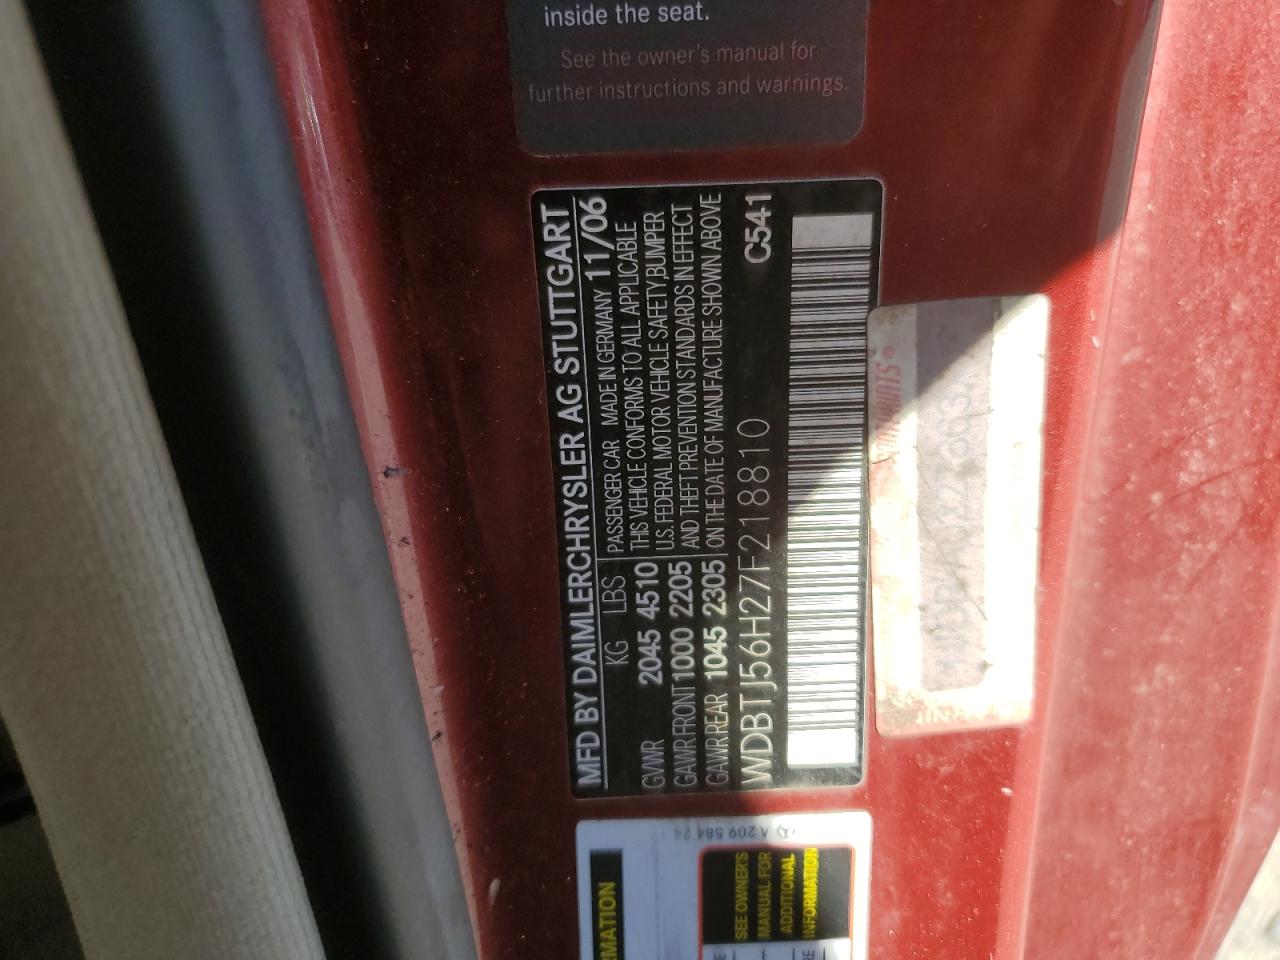 inside the seat.
See the owner's manual for
further instructions and warnings.
MFD BY DAIMLERCHRYSLER AG STUTTGART
KG LBS PASSENGER CAR MADE IN GERMANY 11/06
GVWR 2045 4510 THIS VEHICLE CONFORMS TO ALL APPLICABLE
U.S. FEDERAL MOTOR VEHICLE SAFETY,BUMPER
GAWR FRONT 1000 2205 AND THEFT PREVENTION STANDARDS IN EFFECT
GAWR REAR 1045 2305 ON THE DATE OF MANUFACTURE SHOWN ABOVE
WDBTJ56H27F218810 C541
A 209 584 24
SEE OWNER'S
MANUAL FOR
ADDITIONAL
INFORMATION